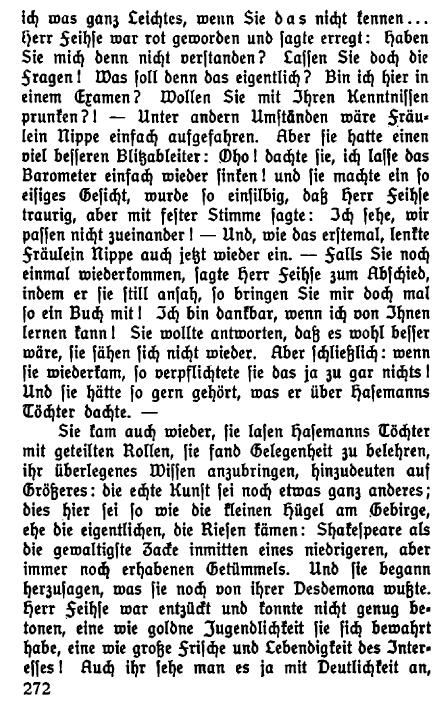 ich was ganz Leichtes, wenn Sie das nicht kennen...
Herr Feihse war rot geworden und sagte erregt: Haben
Sie mich denn nicht verstanden? Lassen Sie doch die
Fragen! Was soll denn das eigentlich? Bin ich hier in
einem Examen? Wollen Sie mit Ihren Kenntnissen
prunken?! — Unter andern Umständen wäre Fräu-
lein Nippe einfach aufgefahren. Aber sie hatte einen
viel besseren Blitzableiter: Oho! dachte sie, ich lasse das
Barometer einfach wieder sinken! und sie machte ein so
eisiges Gesicht, wurde so einsilbig, daß Herr Feihse
traurig, aber mit fester Stimme sagte: Ich sehe, wir
passen nicht zueinander! — Und, wie das erstemal, lenkte
Fräulein Nippe auch jetzt wieder ein. — Falls Sie noch
einmal wiederkommen, sagte Herr Feihse zum Abschied,
indem er sie still ansah, so bringen Sie mir doch mal
so ein Buch mit! Ich bin dankbar, wenn ich von Ihnen
lernen kann! Sie wollte antworten, daß es wohl besser
wäre, sie sähen sich nicht wieder. Aber schließlich: wenn
sie wiederkam, so verpflichtete sie das ja zu gar nichts!
Und sie hätte so gern gehört, was er über Hasemanns
Töchter dachte. —
Sie kam auch wieder, sie lasen Hasemanns Töchter
mit geteilten Rollen, sie fand Gelegenheit zu belehren,
ihr überlegenes Wissen anzubringen, hinzudeuten auf
Größeres: die echte Kunst sei noch etwas ganz anderes;
dies hier sei so wie die kleinen Hügel am Gebirge,
ehe die eigentlichen, die Riesen kämen: Shakespeare als
die gewaltigste Zacke inmitten eines niedrigeren, aber
immer noch erhabenen Getümmels. Und sie begann
herzusagen, was sie noch von ihrer Desdemona wußte.
Herr Feihse war entzückt und konnte nicht genug be-
tonen, eine wie goldne Jugendlichkeit sie sich bewahrt
habe, eine wie große Frische und Lebendigkeit des Inter-
esses! Auch ihr sehe man es ja mit Deutlichkeit an,
272